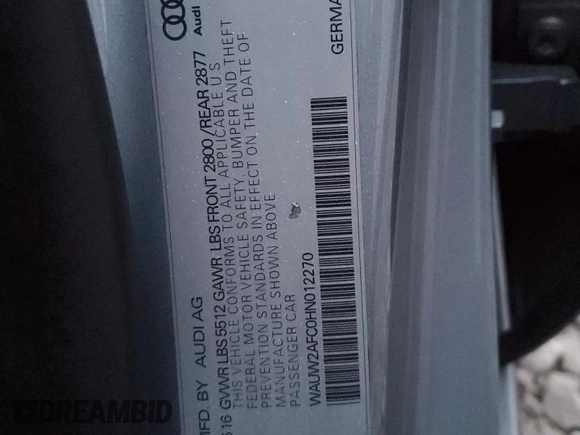 Audi
MFD. BY AUDI AG
GVWR LBS 5512 GAWR LBS FRONT 2800 /REAR 2877
THIS VEHICLE CONFORMS TO ALL APPLICABLE U S
FEDERAL MOTOR VEHICLE SAFETY, BUMPER AND THEFT
PREVENTION STANDARDS IN EFFECT ON THE DATE OF
MANUFACTURE SHOWN ABOVE
PASSENGER CAR
WAUW2AFC0HN012270
DREAMBID